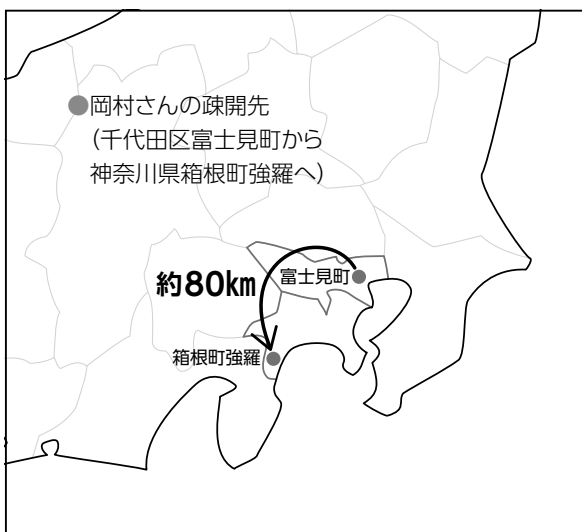 ●岡村さんの疎開先
(千代田区富士見町から
神奈川県箱根町強羅へ)
富士見町
約80㎞
箱根町強羅